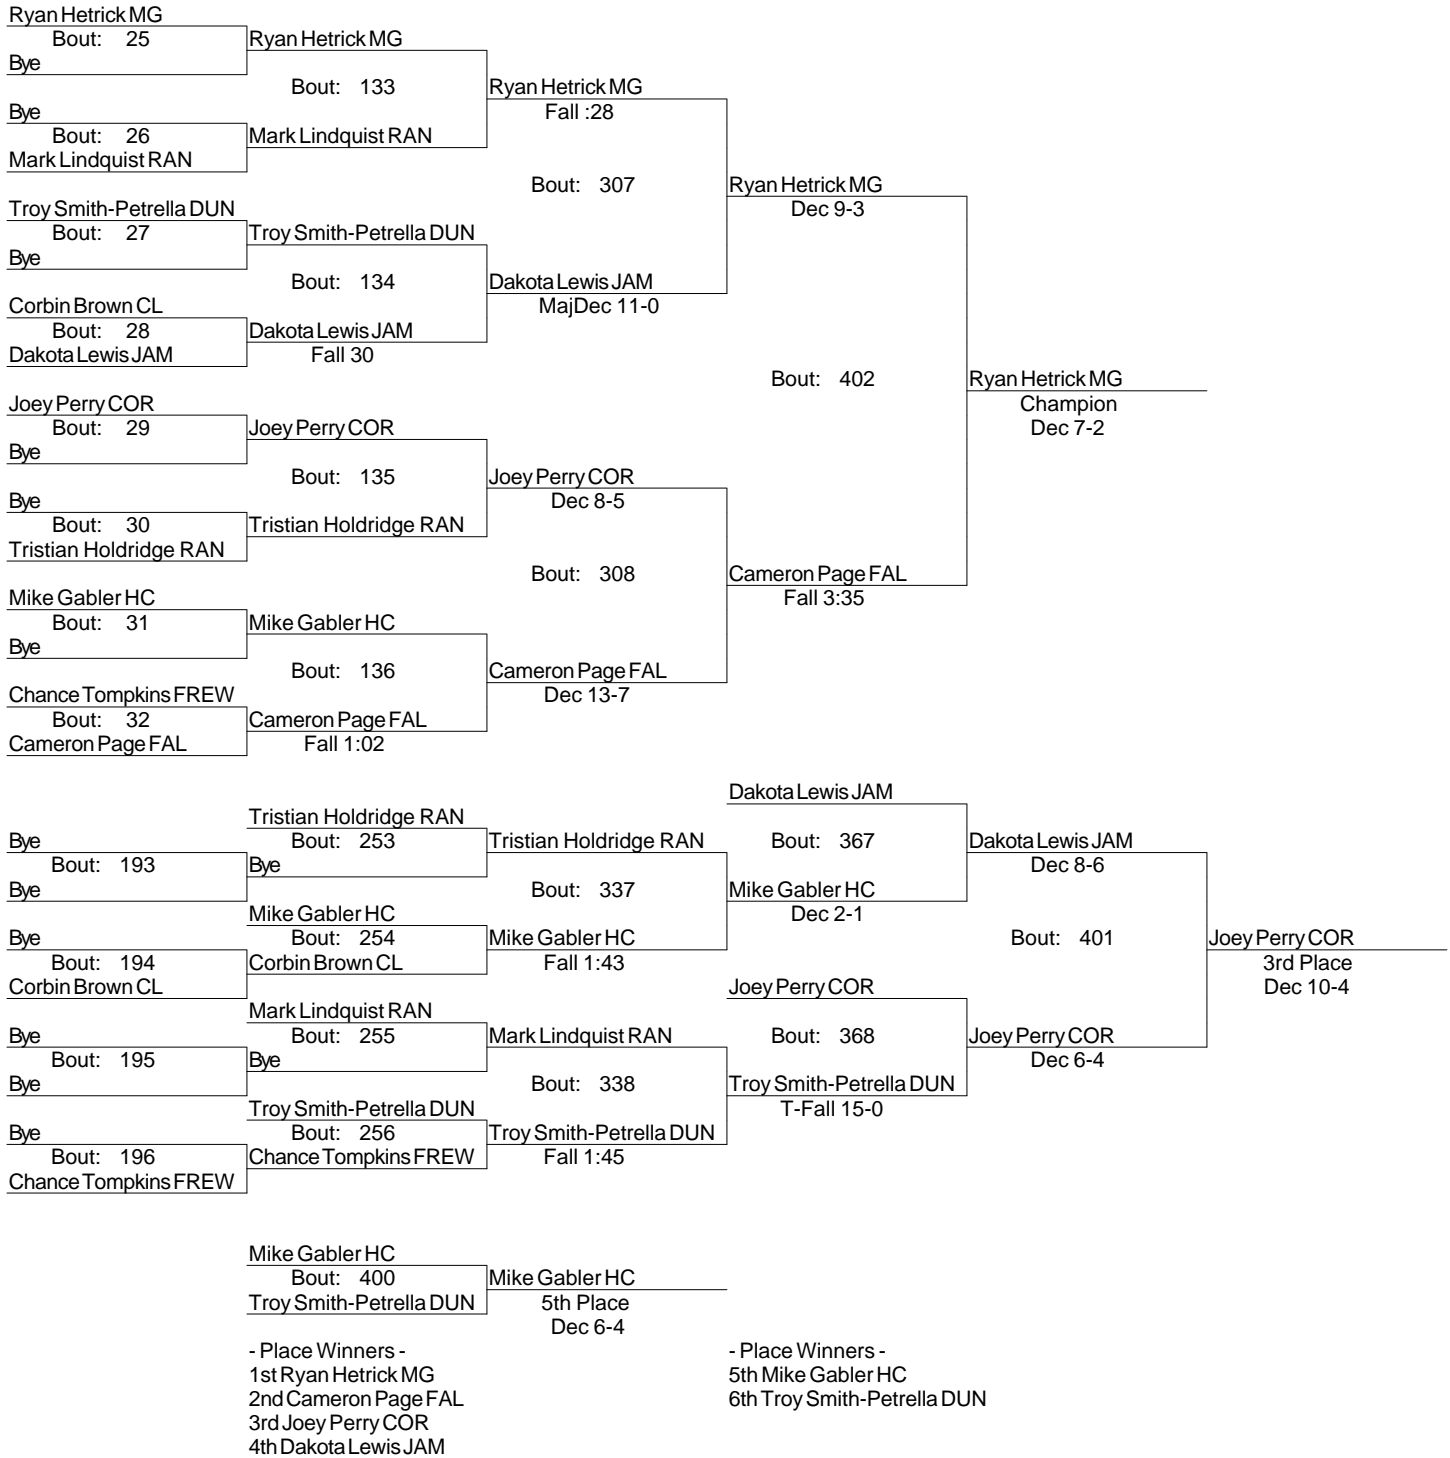 Ryan Hetrick MG
Bout: 25
Bye
Ryan Hetrick MG
Bout: 133
Bye
Bout: 26
Mark Lindquist RAN
Mark Lindquist RAN
Ryan Hetrick MG
Fall :28
Bout: 307
Troy Smith-Petrella DUN
Bout: 27
Bye
Troy Smith-Petrella DUN
Bout: 134
Corbin Brown CL
Bout: 28
Dakota Lewis JAM
Dakota Lewis JAM
Fall 30
Dakota Lewis JAM
MajDec 11-0
Ryan Hetrick MG
Dec 9-3
Bout: 402
Joey Perry COR
Bout: 29
Bye
Joey Perry COR
Bout: 135
Bye
Bout: 30
Tristian Holdridge RAN
Tristian Holdridge RAN
Joey Perry COR
Dec 8-5
Bout: 308
Mike Gabler HC
Bout: 31
Bye
Mike Gabler HC
Bout: 136
Chance Tompkins FREW
Bout: 32
Cameron Page FAL
Cameron Page FAL
Fall 1:02
Cameron Page FAL
Dec 13-7
Cameron Page FAL
Fall 3:35
Ryan Hetrick MG
Champion
Dec 7-2
Bye
Bout: 193
Bye
Tristian Holdridge RAN
Bout: 253
Bye
Tristian Holdridge RAN
Bout: 337
Bye
Bout: 194
Corbin Brown CL
Mike Gabler HC
Bout: 254
Corbin Brown CL
Mike Gabler HC
Fall 1:43
Dakota Lewis JAM
Bout: 367
Mike Gabler HC
Dec 2-1
Dakota Lewis JAM
Dec 8-6
Bout: 401
Bye
Bout: 195
Bye
Mark Lindquist RAN
Bout: 255
Bye
Mark Lindquist RAN
Bout: 338
Bye
Bout: 196
Chance Tompkins FREW
Troy Smith-Petrella DUN
Bout: 256
Chance Tompkins FREW
Troy Smith-Petrella DUN
Fall 1:45
Joey Perry COR
Bout: 368
Troy Smith-Petrella DUN
T-Fall 15-0
Joey Perry COR
Dec 6-4
Joey Perry COR
3rd Place
Dec 10-4
Mike Gabler HC
Bout: 400
Troy Smith-Petrella DUN
Mike Gabler HC
5th Place
Dec 6-4
- Place Winners -
1st Ryan Hetrick MG
2nd Cameron Page FAL
3rd Joey Perry COR
4th Dakota Lewis JAM
- Place Winners -
5th Mike Gabler HC
6th Troy Smith-Petrella DUN